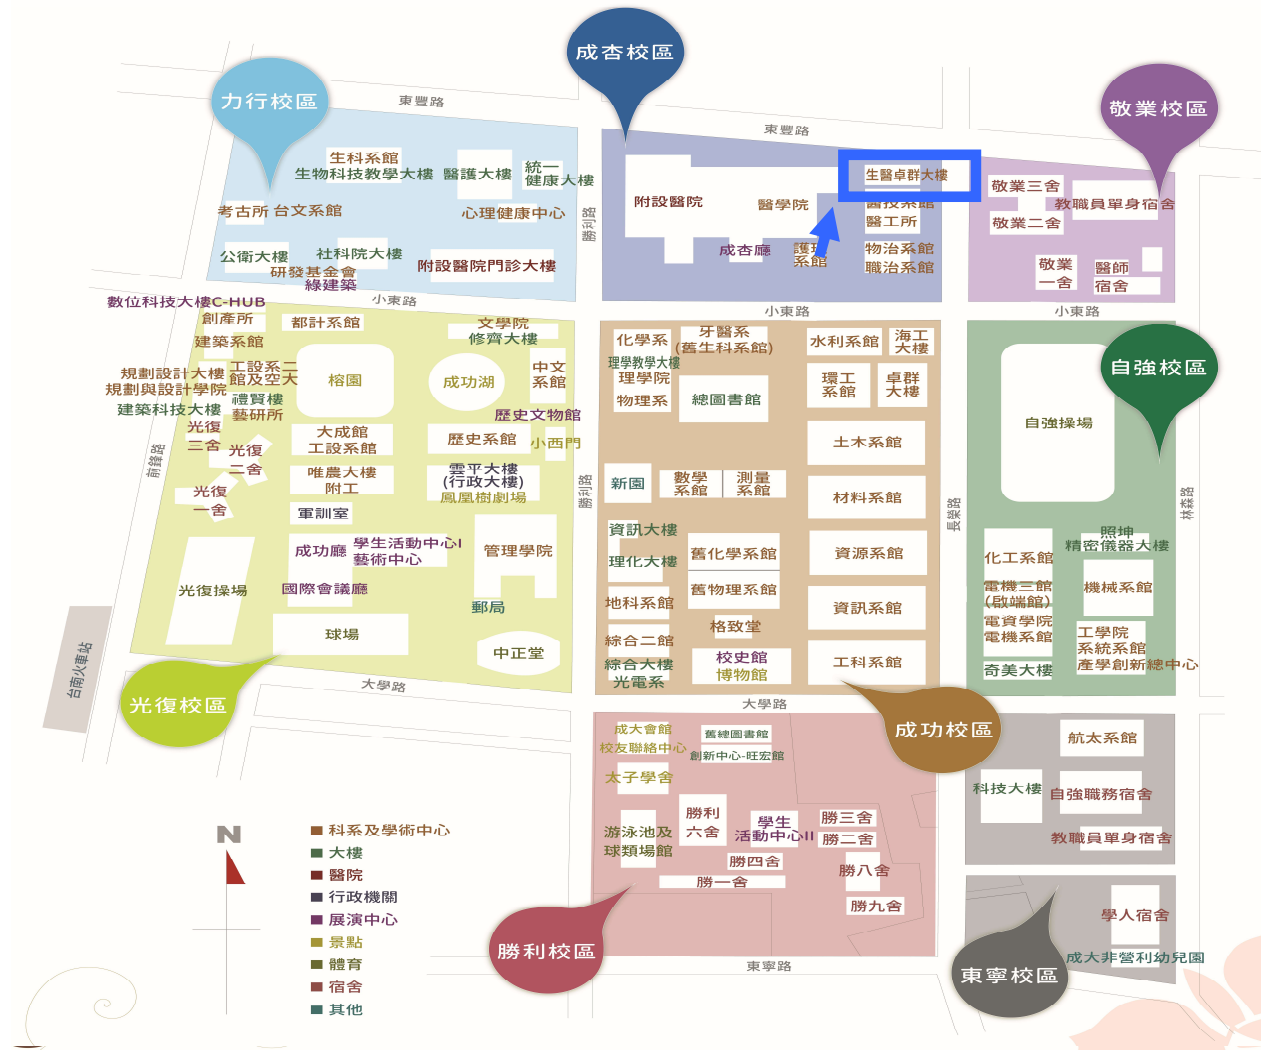 成杏校區
力行校區
敬業校區
東豐路
東豐路
生科系館
生物科技教學大樓
醫護大樓
統一
健康大樓
考古所
台文系館
心理健康中心
公衛大樓
社科院大樓
研發基金會
綠建築
附設醫院門診大樓
勝利路
附設醫院
醫學院
生醫卓群大樓
醫技系館
醫工所
成杏廳
護理
系館
物治系館
職治系館
敬業三舍
敬業二舍
教職員單身宿舍
敬業
一舍
醫師
宿舍
小東路
小東路
小東路
數位科技大樓C-HUB
創產所
都計系館
文學院
修齊大樓
建築系館
規劃設計大樓
規劃與設計學院
工設系二
館及空大
榕園
成功湖
中文
系館
建築科技大樓
禮賢樓
藝研所
歷史文物館
光復
三舍
大成館
工設系館
歷史系館
小西門
光復
二舍
唯農大樓
附工
雲平大樓
(行政大樓)
鳳凰樹劇場
光復
一舍
軍訓室
成功廳
學生活動中心I
藝術中心
管理學院
光復操場
國際會議廳
郵局
球場
中正堂
前鋒路
台南火車站
光復校區
大學路
勝利路
化學系
牙醫系
(舊生科系館)
水利系館
海工
大樓
理學教學大樓
理學院
物理系
總圖書館
環工
系館
卓群
大樓
土木系館
新園
數學
系館
測量
系館
材料系館
資訊大樓
理化大樓
舊化學系館
資源系館
地科系館
舊物理系館
資訊系館
綜合二館
格致堂
綜合大樓
光電系
校史館
博物館
工科系館
長榮路
自強校區
自強操場
林森路
照坤
精密儀器大樓
化工系館
電機三館
(啟端館)
機械系館
電資學院
電機系館
工學院
系統系館
產學創新總中心
奇美大樓
大學路
成功校區
成大會館
校友聯絡中心
舊總圖書館
創新中心-旺宏館
太子學舍
游泳池及
球類場館
勝利
六舍
學生
活動中心II
勝三舍
勝二舍
勝四舍
勝一舍
勝八舍
勝九舍
勝利校區
東寧路
航太系館
科技大樓
自強職務宿舍
教職員單身宿舍
學人宿舍
成大非營利幼兒園
東寧校區
N
科系及學術中心
大樓
醫院
行政機關
展演中心
景點
體育
宿舍
其他